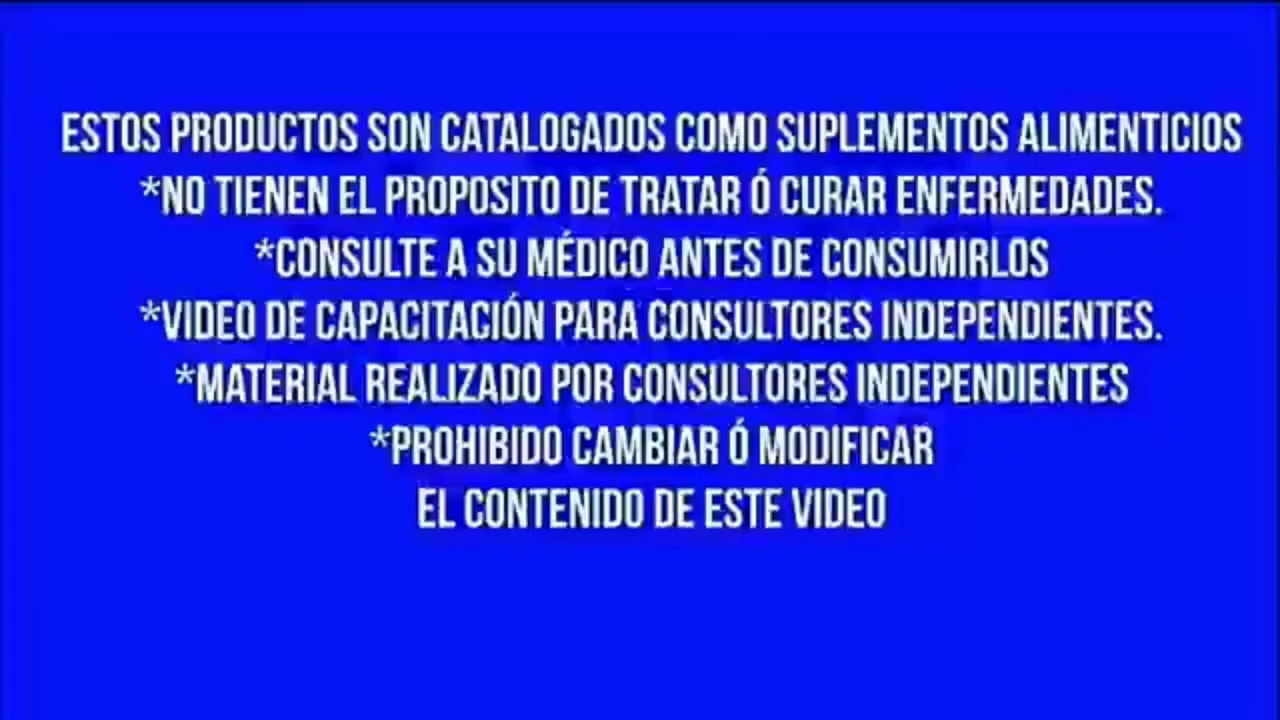 ESTOS PRODUCTOS SON CATALOGADOS COMO SUPLEMENTOS ALIMENTICIOS
*NO TIENEN EL PROPOSITO DE TRATAR Ó CURAR ENFERMEDADES.
*CONSULTE A SU MÉDICO ANTES DE CONSUMIRLOS
*VIDEO DE CAPACITACIÓN PARA CONSULTORES INDEPENDIENTES.
*MATERIAL REALIZADO POR CONSULTORES INDEPENDIENTES
*PROHIBIDO CAMBIAR Ó MODIFICAR
EL CONTENIDO DE ESTE VIDEO